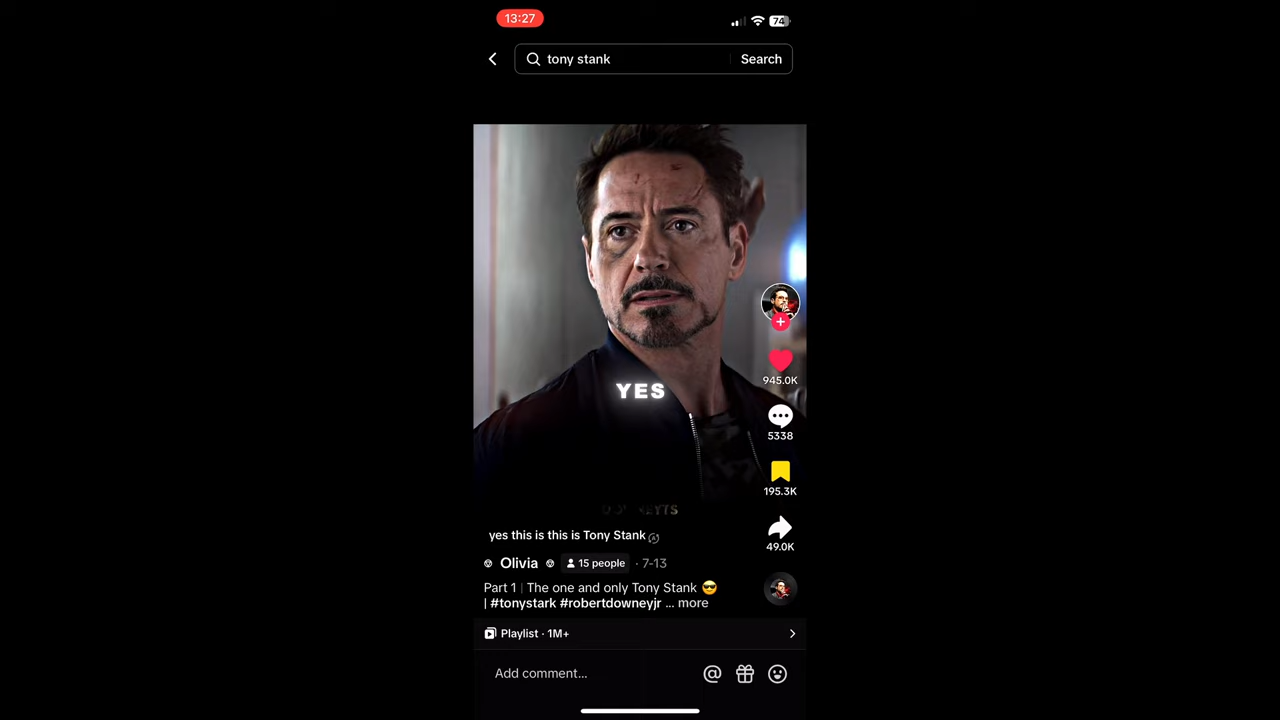 13:27
74
tony stank
Search
YES
945.0K
5338
195.3K
49.0K
yes this is this is Tony Stank
Olivia
15 people
· 7-13
Part 1 | The one and only Tony Stank 😎
| #tonystark #robertdowneyjr ... more
Playlist · 1M+
Add comment...